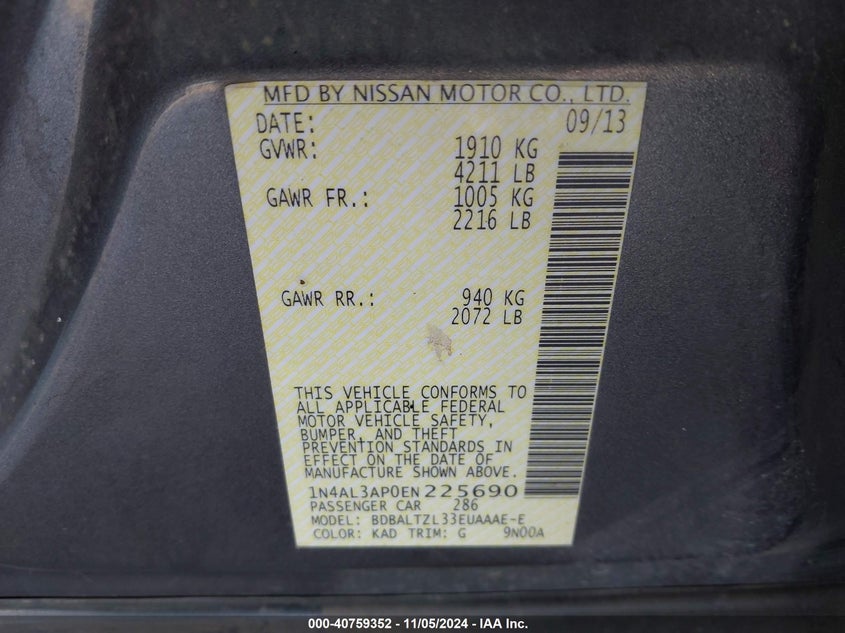 MFD BY NISSAN MOTOR CO., LTD.
DATE: 09/13
GVWR: 1910 KG
4211 LB
GAWR FR.: 1005 KG
2216 LB
GAWR RR.: 940 KG
2072 LB
THIS VEHICLE CONFORMS TO
ALL APPLICABLE FEDERAL
MOTOR VEHICLE SAFETY,
BUMPER, AND THEFT
PREVENTION STANDARDS IN
EFFECT ON THE DATE OF
MANUFACTURE SHOWN ABOVE.
1N4AL3AP0EN225690
PASSENGER CAR 286
MODEL: BDBALTZL33EUAAAE-E
COLOR: KAD TRIM: G 9N00A
000-40759352 - 11/05/2024 - IAA Inc.